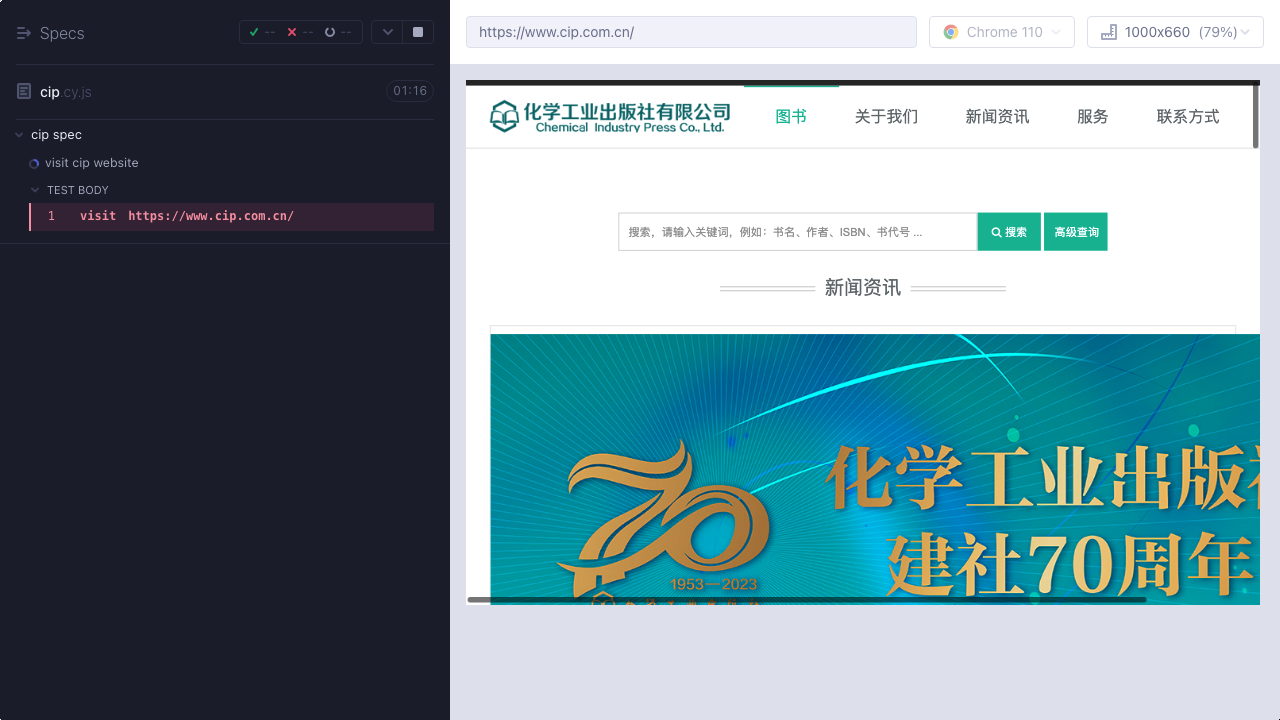 Specs
--
--
--
cip.cy.js
01:16
cip spec
visit cip website
TEST BODY
1 visit https://www.cip.com.cn/
https://www.cip.com.cn/
Chrome 110
1000x660 (79%)
化学工业出版社有限公司
Chemical Industry Press Co., Ltd.
图书
关于我们
新闻资讯
服务
联系方式
搜索，请输入关键词，例如：书名、作者、ISBN、书代号 ...
搜索
高级查询
新闻资讯
70
1953—2023
化学工业出版社
建社70周年